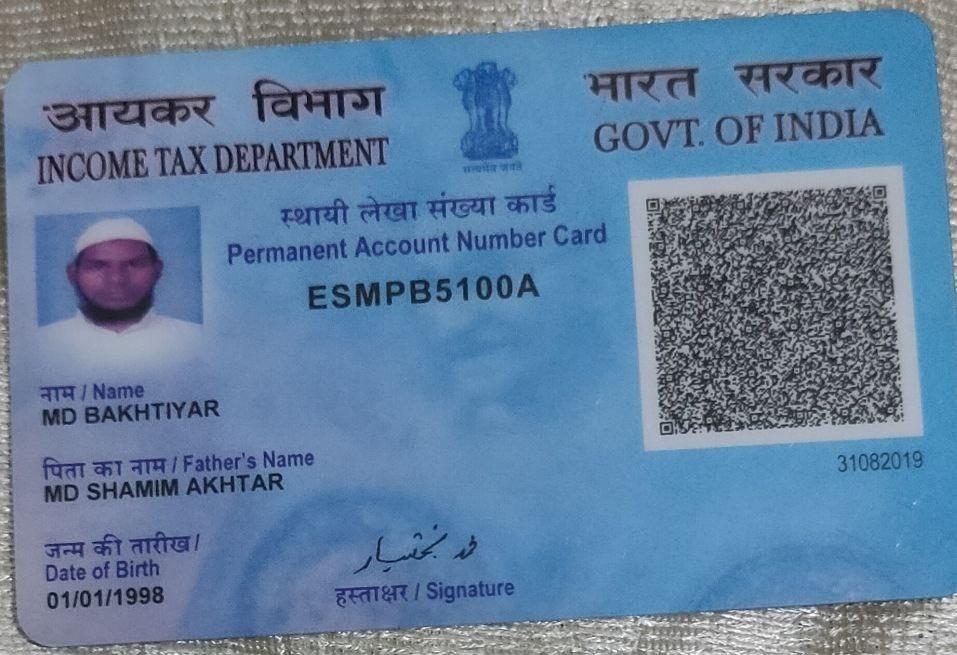 आयकर विभाग
INCOME TAX DEPARTMENT
सत्यमेव जयते
भारत सरकार
GOVT. OF INDIA
स्थायी लेखा संख्या कार्ड
Permanent Account Number Card
ESMPB5100A
नाम / Name
MD BAKHTIYAR
पिता का नाम / Father's Name
MD SHAMIM AKHTAR
31082019
जन्म की तारीख /
Date of Birth
01/01/1998
محمد بختیار
हस्ताक्षर / Signature